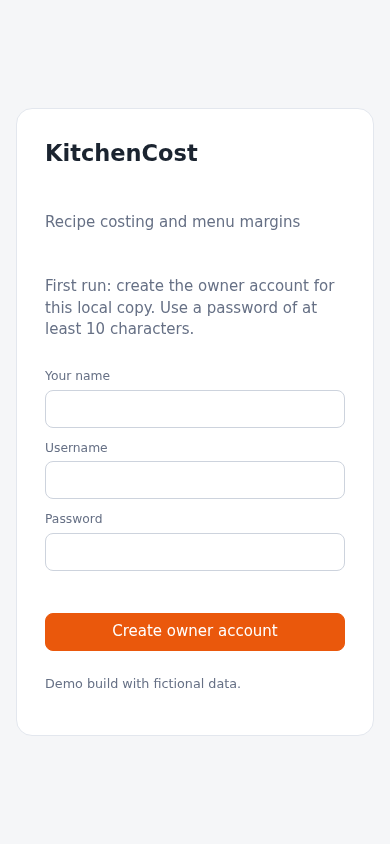 KitchenCost
Recipe costing and menu margins
First run: create the owner account for
this local copy. Use a password of at
least 10 characters.
Your name
Username
Password
Create owner account
Demo build with fictional data.